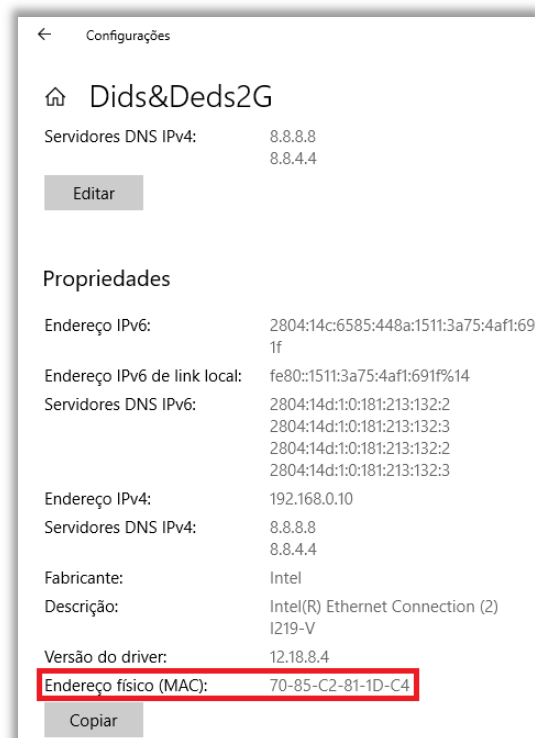 Configurações
Dids&Deds2G
Servidores DNS IPv4: 8.8.8.8
8.8.4.4
Editar
Propriedades
Endereço IPv6: 2804:14c:6585:448a:1511:3a75:4af1:69
1f
Endereço IPv6 de link local: fe80::1511:3a75:4af1:691f%14
Servidores DNS IPv6: 2804:14d:1:0:181:213:132:2
2804:14d:1:0:181:213:132:3
2804:14d:1:0:181:213:132:2
2804:14d:1:0:181:213:132:3
Endereço IPv4: 192.168.0.10
Servidores DNS IPv4: 8.8.8.8
8.8.4.4
Fabricante: Intel
Descrição: Intel(R) Ethernet Connection (2)
I219-V
Versão do driver: 12.18.8.4
Endereço físico (MAC): 70-85-C2-81-1D-C4
Copiar